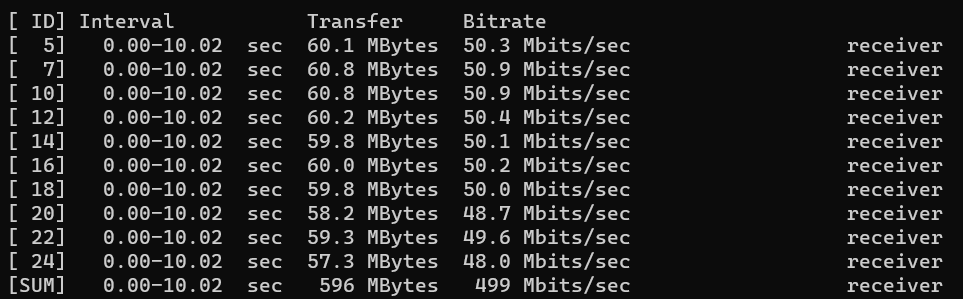 [ ID] Interval           Transfer     Bitrate
[  5]   0.00-10.02  sec  60.1 MBytes  50.3 Mbits/sec                  receiver
[  7]   0.00-10.02  sec  60.8 MBytes  50.9 Mbits/sec                  receiver
[ 10]   0.00-10.02  sec  60.8 MBytes  50.9 Mbits/sec                  receiver
[ 12]   0.00-10.02  sec  60.2 MBytes  50.4 Mbits/sec                  receiver
[ 14]   0.00-10.02  sec  59.8 MBytes  50.1 Mbits/sec                  receiver
[ 16]   0.00-10.02  sec  60.0 MBytes  50.2 Mbits/sec                  receiver
[ 18]   0.00-10.02  sec  59.8 MBytes  50.0 Mbits/sec                  receiver
[ 20]   0.00-10.02  sec  58.2 MBytes  48.7 Mbits/sec                  receiver
[ 22]   0.00-10.02  sec  59.3 MBytes  49.6 Mbits/sec                  receiver
[ 24]   0.00-10.02  sec  57.3 MBytes  48.0 Mbits/sec                  receiver
[SUM]   0.00-10.02  sec   596 MBytes   499 Mbits/sec                  receiver